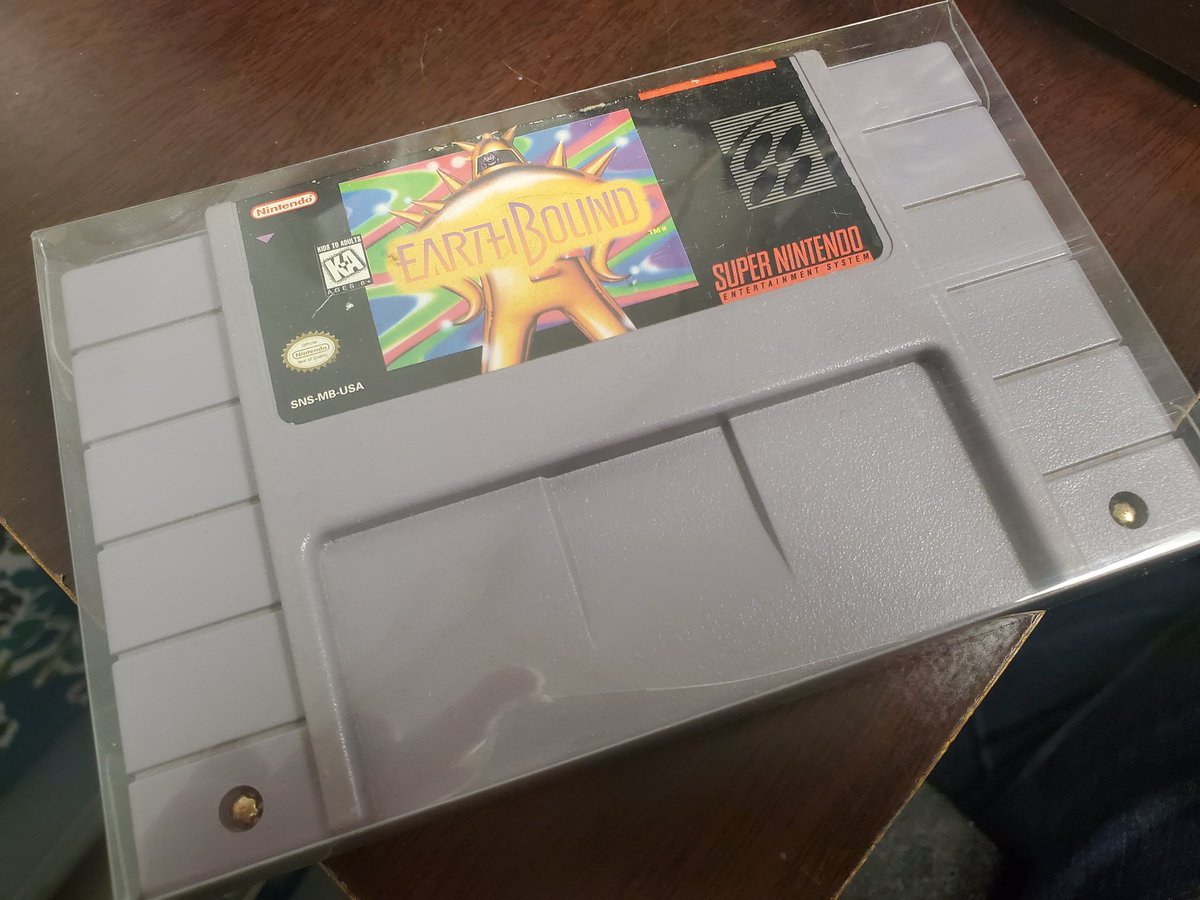 Nintendo
KIDS TO ADULTS
KA
AGES 6+
Official
Nintendo
Seal of Quality
SNS-MB-USA
EARTHBOUND
TM®
SUPER NINTENDO
ENTERTAINMENT SYSTEM